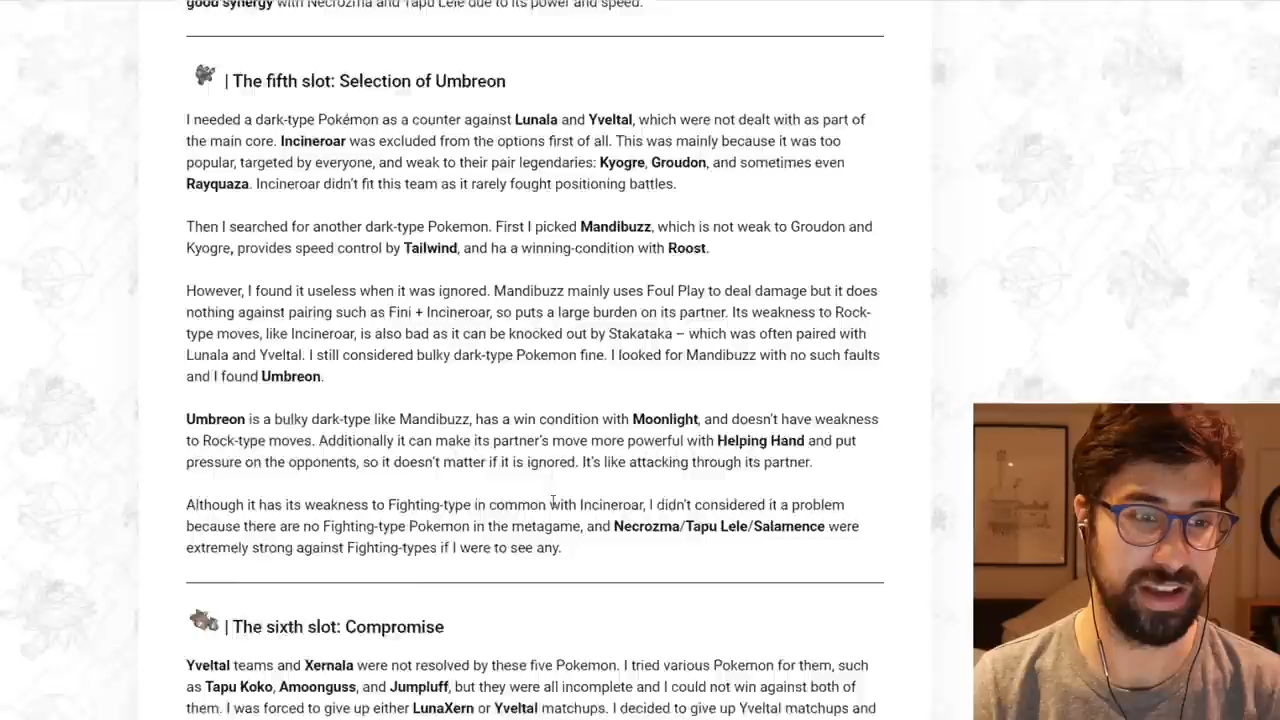 good synergy with Necrozma and Tapu Lele due to its power and speed.
| The fifth slot: Selection of Umbreon
I needed a dark-type Pokémon as a counter against Lunala and Yveltal, which were not dealt with as part of
the main core. Incineroar was excluded from the options first of all. This was mainly because it was too
popular, targeted by everyone, and weak to their pair legendaries: Kyogre, Groudon, and sometimes even
Rayquaza. Incineroar didn't fit this team as it rarely fought positioning battles.
Then I searched for another dark-type Pokemon. First I picked Mandibuzz, which is not weak to Groudon and
Kyogre, provides speed control by Tailwind, and ha a winning-condition with Roost.
However, I found it useless when it was ignored. Mandibuzz mainly uses Foul Play to deal damage but it does
nothing against pairing such as Fini + Incineroar, so puts a large burden on its partner. Its weakness to Rock-
type moves, like Incineroar, is also bad as it can be knocked out by Stakataka – which was often paired with
Lunala and Yveltal. I still considered bulky dark-type Pokemon fine. I looked for Mandibuzz with no such faults
and I found Umbreon.
Umbreon is a bulky dark-type like Mandibuzz, has a win condition with Moonlight, and doesn't have weakness
to Rock-type moves. Additionally it can make its partner's move more powerful with Helping Hand and put
pressure on the opponents, so it doesn't matter if it is ignored. It's like attacking through its partner.
Although it has its weakness to Fighting-type in common with Incineroar, I didn't considered it a problem
because there are no Fighting-type Pokemon in the metagame, and Necrozma/Tapu Lele/Salamence were
extremely strong against Fighting-types if I were to see any.
| The sixth slot: Compromise
Yveltal teams and Xernala were not resolved by these five Pokemon. I tried various Pokemon for them, such
as Tapu Koko, Amoonguss, and Jumpluff, but they were all incomplete and I could not win against both of
them. I was forced to give up either LunaXern or Yveltal matchups. I decided to give up Yveltal matchups and